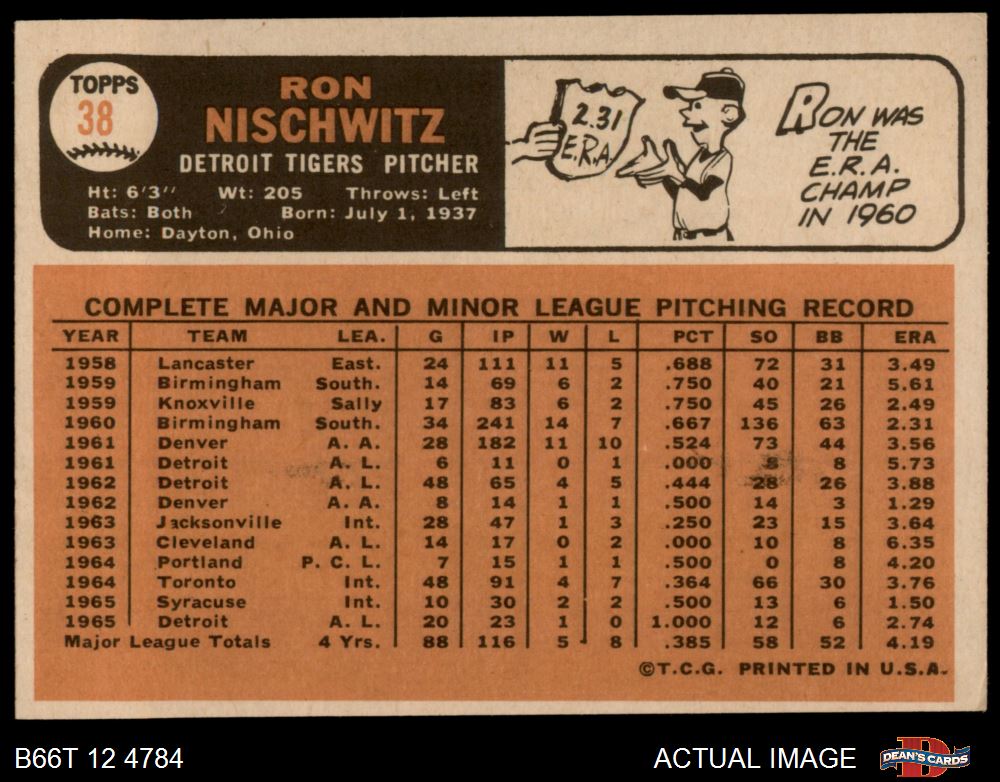 TOPPS
38
RON
NISCHWITZ
DETROIT TIGERS PITCHER
Ht: 6'3" Wt: 205 Throws: Left
Bats: Both Born: July 1, 1937
Home: Dayton, Ohio
2.31
E.R.A.
RON WAS
THE
E.R.A.
CHAMP
IN 1960
COMPLETE MAJOR AND MINOR LEAGUE PITCHING RECORD
YEAR TEAM LEA. G IP W L PCT SO BB ERA
1958 Lancaster East. 24 111 11 5 .688 72 31 3.49
1959 Birmingham South. 14 69 6 2 .750 40 21 5.61
1959 Knoxville Sally 17 83 6 2 .750 45 26 2.49
1960 Birmingham South. 34 241 14 7 .667 136 63 2.31
1961 Denver A. A. 28 182 11 10 .524 73 44 3.56
1961 Detroit A. L. 6 11 0 1 .000 8 8 5.73
1962 Detroit A. L. 48 65 4 5 .444 28 26 3.88
1962 Denver A. A. 8 14 1 1 .500 14 3 1.29
1963 Jacksonville Int. 28 47 1 3 .250 23 15 3.64
1963 Cleveland A. L. 14 17 0 2 .000 10 8 6.35
1964 Portland P. C. L. 7 15 1 1 .500 0 8 4.20
1964 Toronto Int. 48 91 4 7 .364 66 30 3.76
1965 Syracuse Int. 10 30 2 2 .500 13 6 1.50
1965 Detroit A. L. 20 23 1 0 1.000 12 6 2.74
Major League Totals 4 Yrs. 88 116 5 8 .385 58 52 4.19
©T.C.G. PRINTED IN U.S.A.
B66T 12 4784 ACTUAL IMAGE DEAN'S CARDS